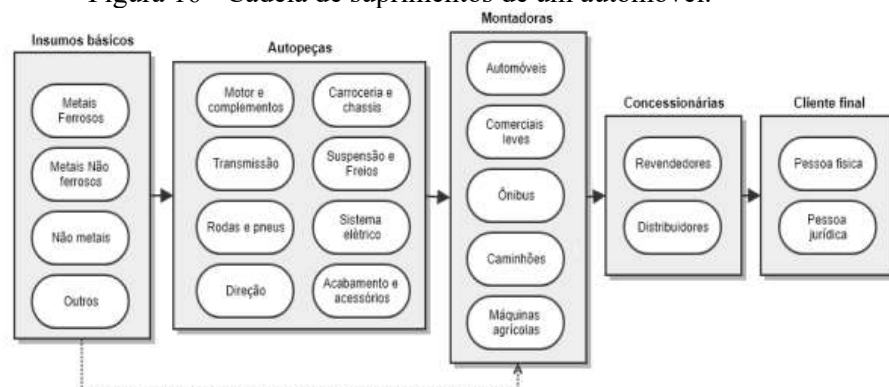 Figura 10 - Cadeia de suprimentos de um automóvel.
Insumos básicos
Metais
Ferrosos
Metais Não
ferrosos
Não metais
Outros
Autopeças
Motor e
complementos
Carroceria e
chassis
Transmissão
Suspensão e
Freios
Rodas e pneus
Sistema
elétrico
Direção
Acabamento e
acessórios
Montadoras
Automóveis
Comerciais
leves
Ônibus
Caminhões
Máquinas
agrícolas
Concessionárias
Revendedores
Distribuidores
Cliente final
Pessoa física
Pessoa
jurídica